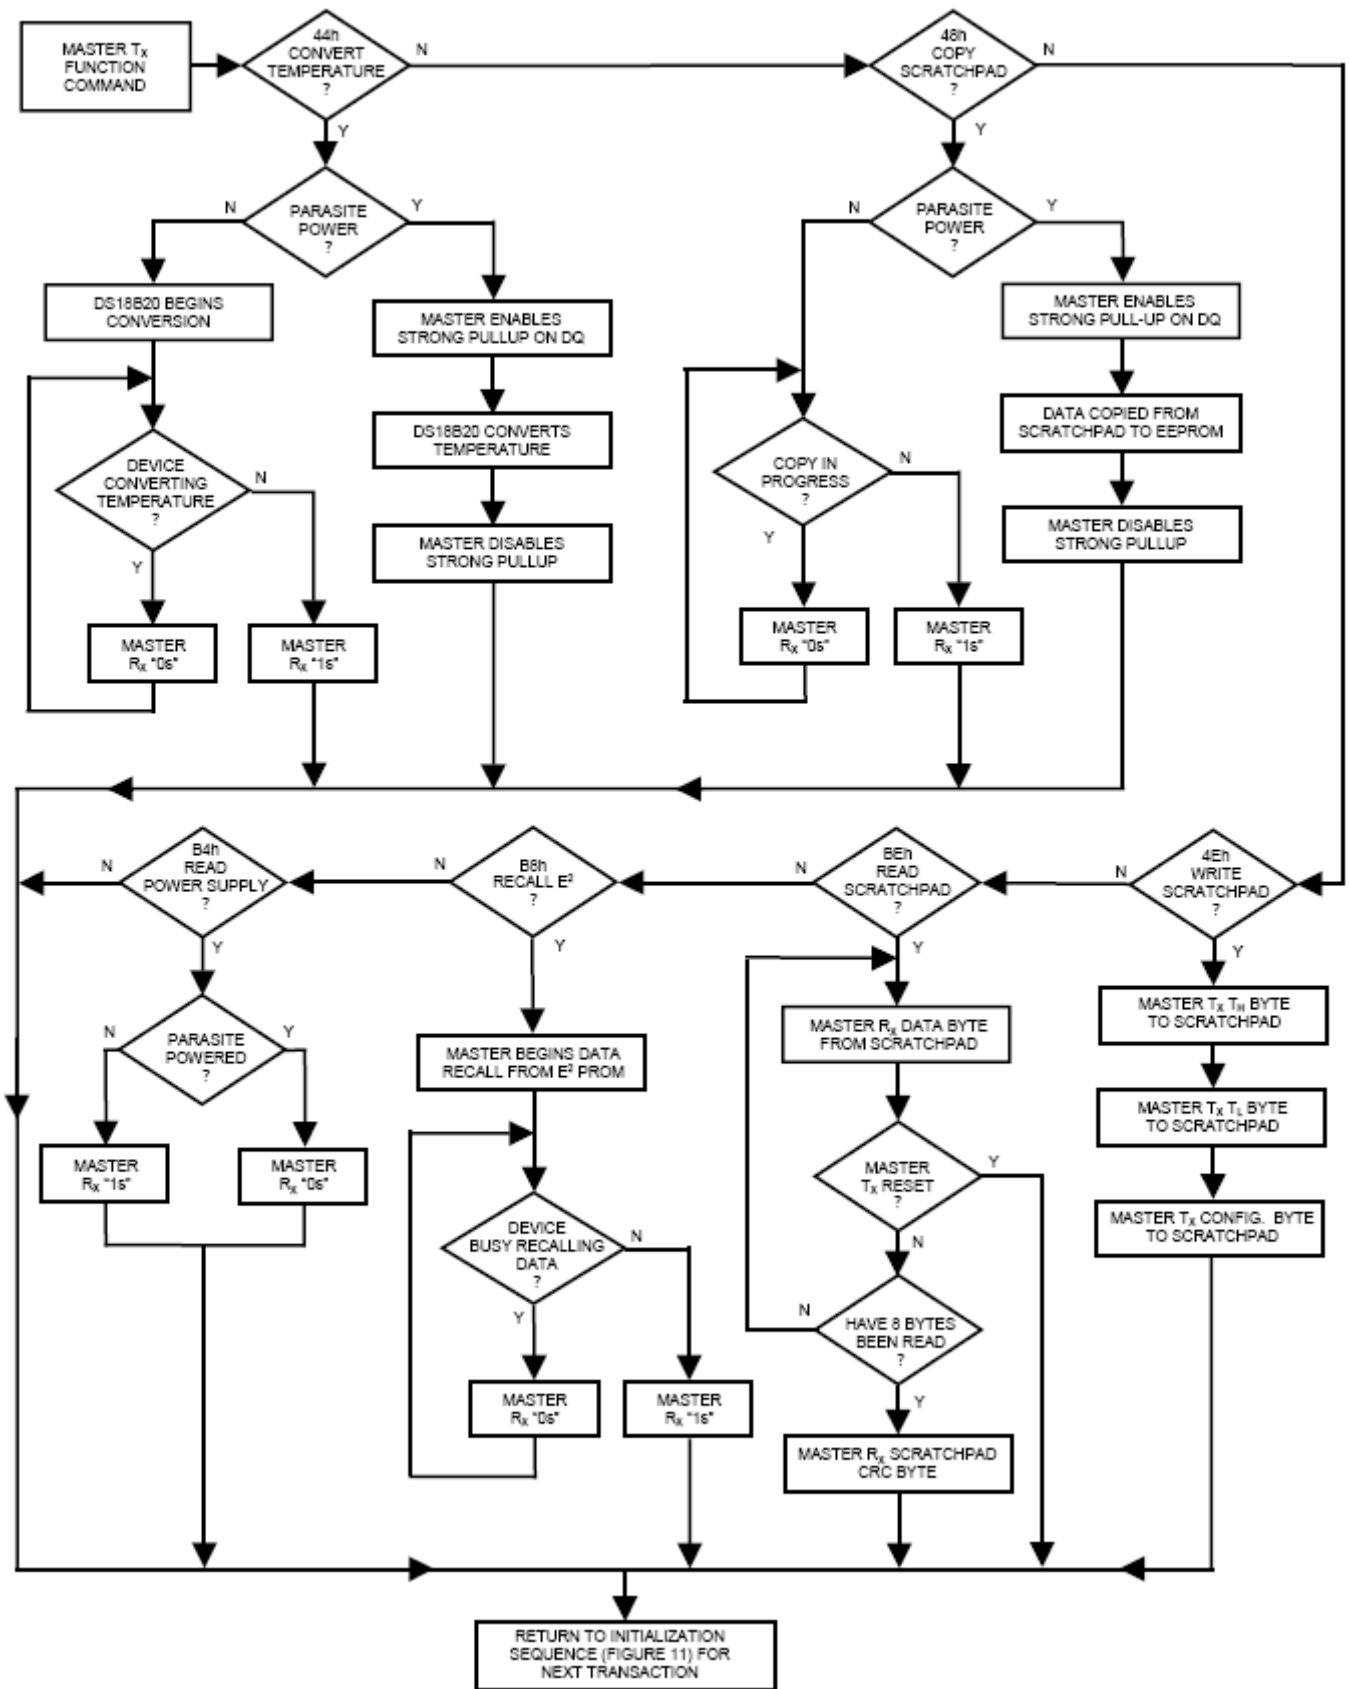 MASTER TX
FUNCTION
COMMAND
44h
CONVERT
TEMPERATURE
?
N
Y
48h
COPY
SCRATCHPAD
?
N
Y
PARASITE
POWER
?
N
Y
DS18B20 BEGINS
CONVERSION
MASTER ENABLES
STRONG PULLUP ON DQ
DEVICE
CONVERTING
TEMPERATURE
?
N
Y
DS18B20 CONVERTS
TEMPERATURE
MASTER DISABLES
STRONG PULLUP
MASTER
RX "0s"
MASTER
RX "1s"
PARASITE
POWER
?
N
Y
MASTER ENABLES
STRONG PULL-UP ON DQ
DATA COPIED FROM
SCRATCHPAD TO EEPROM
COPY IN
PROGRESS
?
N
Y
MASTER DISABLES
STRONG PULLUP
MASTER
RX "0s"
MASTER
RX "1s"
B4h
READ
POWER SUPPLY
?
N
Y
B8h
RECALL E²
?
N
Y
BEh
READ
SCRATCHPAD
?
N
Y
4Eh
WRITE
SCRATCHPAD
?
N
Y
PARASITE
POWERED
?
N
Y
MASTER
RX "1s"
MASTER
RX "0s"
MASTER BEGINS DATA
RECALL FROM E² PROM
DEVICE
BUSY RECALLING
DATA
?
N
Y
MASTER
RX "0s"
MASTER
RX "1s"
MASTER RX DATA BYTE
FROM SCRATCHPAD
MASTER
TX RESET
?
Y
N
HAVE 8 BYTES
BEEN READ
?
N
Y
MASTER RX SCRATCHPAD
CRC BYTE
MASTER TX TH BYTE
TO SCRATCHPAD
MASTER TX TL BYTE
TO SCRATCHPAD
MASTER TX CONFIG. BYTE
TO SCRATCHPAD
RETURN TO INITIALIZATION
SEQUENCE (FIGURE 11) FOR
NEXT TRANSACTION